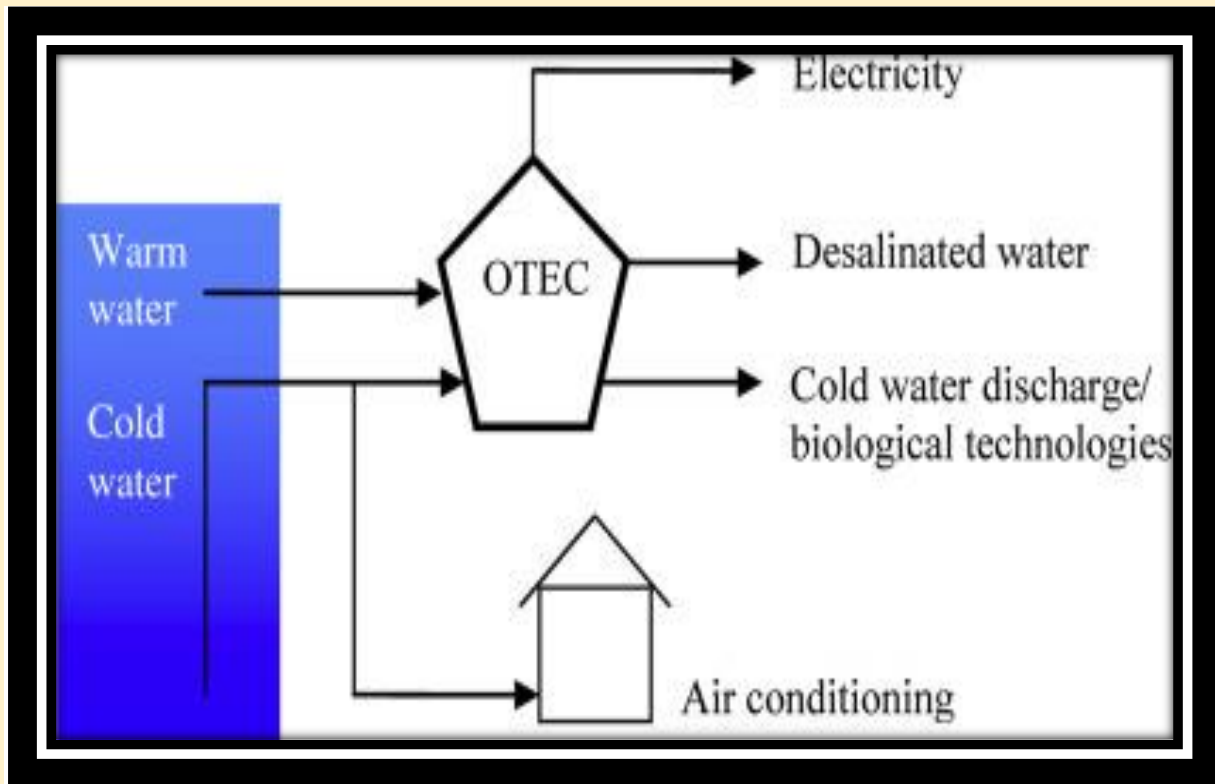 Electricity
Warm
water
OTEC
Desalinated water
Cold
water
Cold water discharge/
biological technologies
Air conditioning